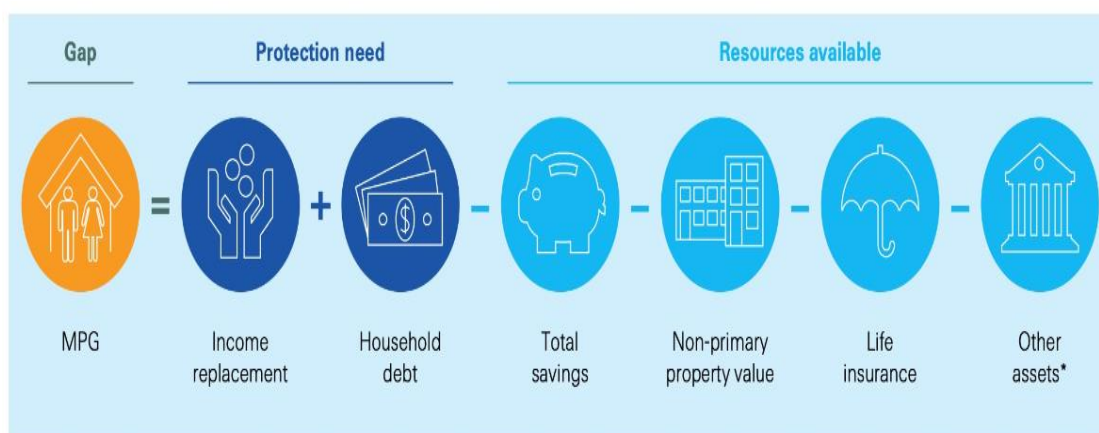 Gap
Protection need
Resources available
= + $ - - - -
MPG
Income
replacement
Household
debt
Total
savings
Non-primary
property value
Life
insurance
Other
assets*